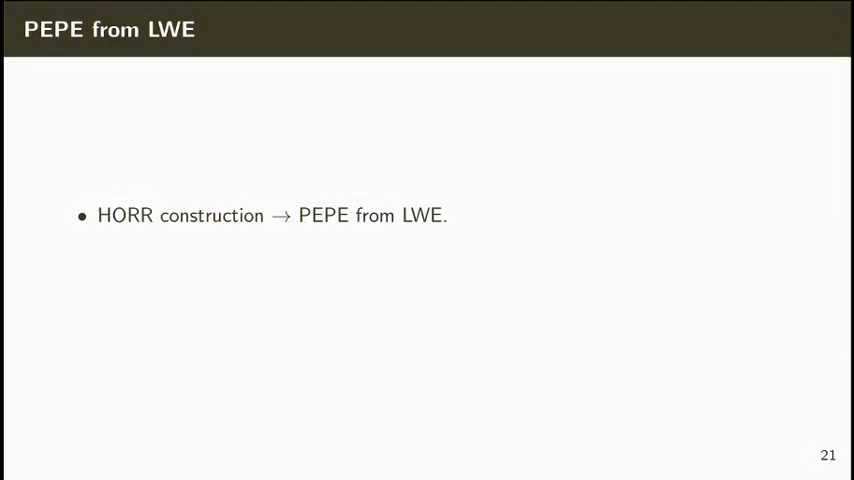 PEPE from LWE
• HORR construction → PEPE from LWE.
21